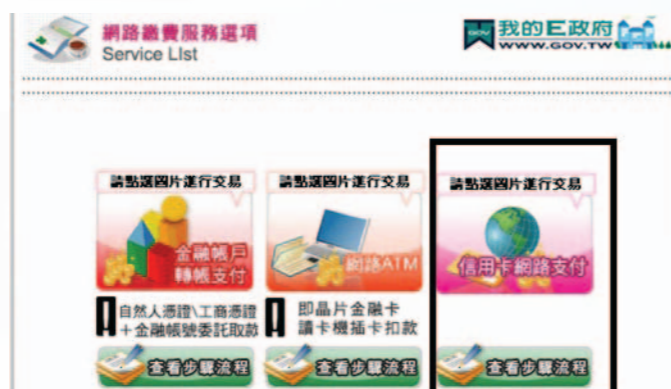 網路繳費服務選項
Service LIst
GOV
我的E政府
WWW.GOV.TW
請點選圖片進行交易
金融帳戶
轉帳支付
自然人憑證\工商憑證
+金融帳號委託取款
查看步驟流程
請點選圖片進行交易
網路ATM
即晶片金融卡
讀卡機插卡扣款
查看步驟流程
請點選圖片進行交易
信用卡網路支付
查看步驟流程